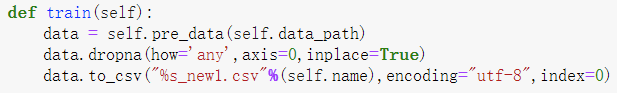 def train(self):
    data = self.pre_data(self.data_path)
    data.dropna(how='any',axis=0,inplace=True)
    data.to_csv("%s_new1.csv"%(self.name),encoding="utf-8",index=0)